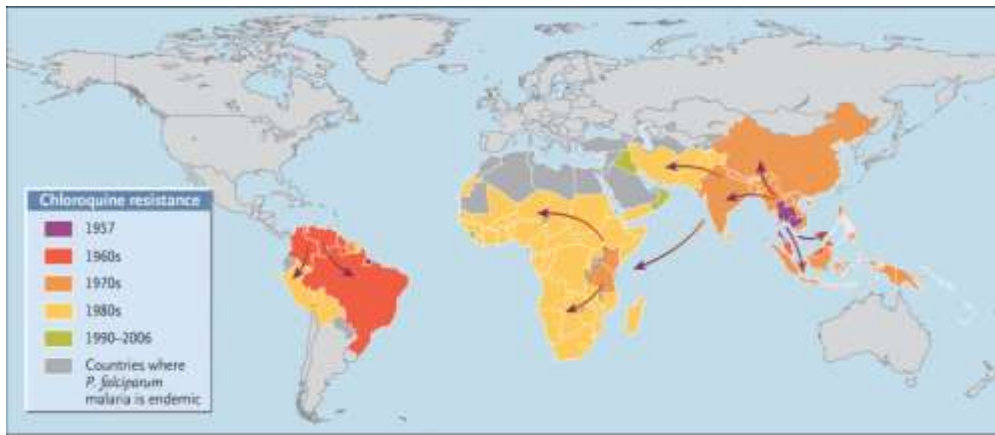 Chloroquine resistance
1957
1960s
1970s
1980s
1990–2006
Countries where
P. falciparum
malaria is endemic